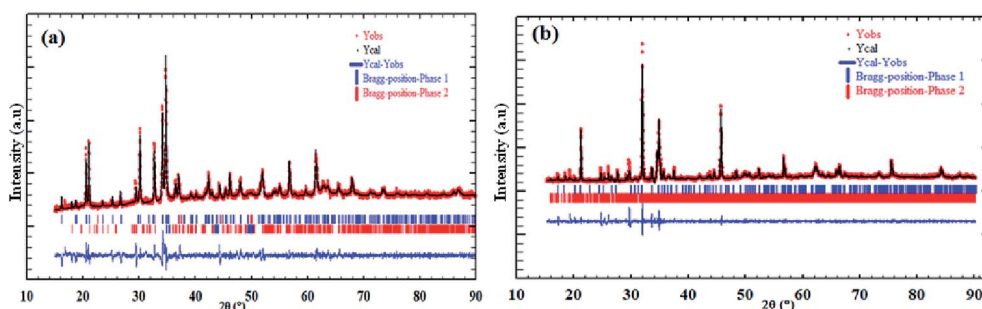 (a)
Yobs
Ycal
Ycal-Yobs
Bragg-position-Phase 1
Bragg-position-Phase 2
Intensity (a.u)
10 20 30 40 50 60 70 80 90
2θ (°)
(b)
Yobs
Ycal
Ycal-Yobs
Bragg-position-Phase 1
Bragg-position-Phase 2
Intensity (a.u)
10 20 30 40 50 60 70 80 90
2θ (°)